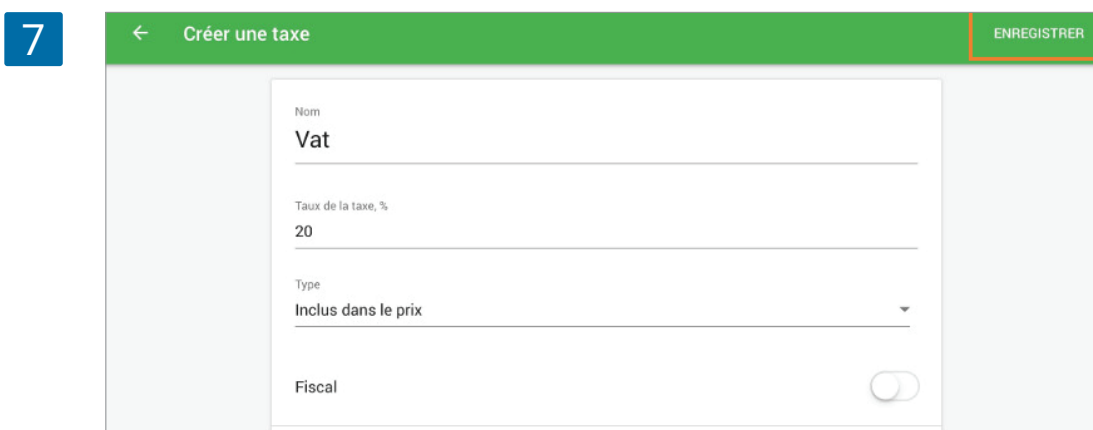 7
Créer une taxe
ENREGISTRER
Nom
Vat
Taux de la taxe, %
20
Type
Inclus dans le prix
Fiscal